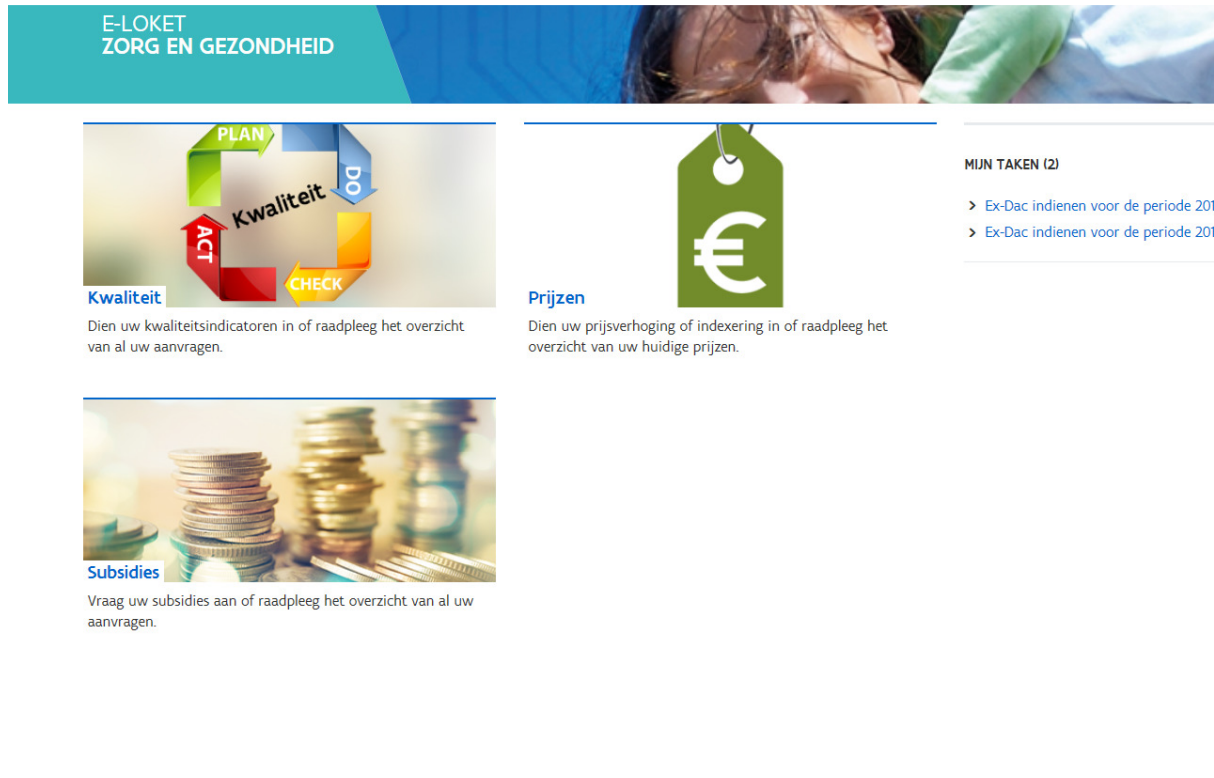 E-LOKET
ZORG EN GEZONDHEID
PLAN
DO
Kwaliteit
ACT
CHECK
Kwaliteit
Dien uw kwaliteitsindicatoren in of raadpleeg het overzicht
van al uw aanvragen.
€
Prijzen
Dien uw prijsverhoging of indexering in of raadpleeg het
overzicht van uw huidige prijzen.
MIJN TAKEN (2)
Ex-Dac indienen voor de periode 201
Ex-Dac indienen voor de periode 201
Subsidies
Vraag uw subsidies aan of raadpleeg het overzicht van al uw
aanvragen.